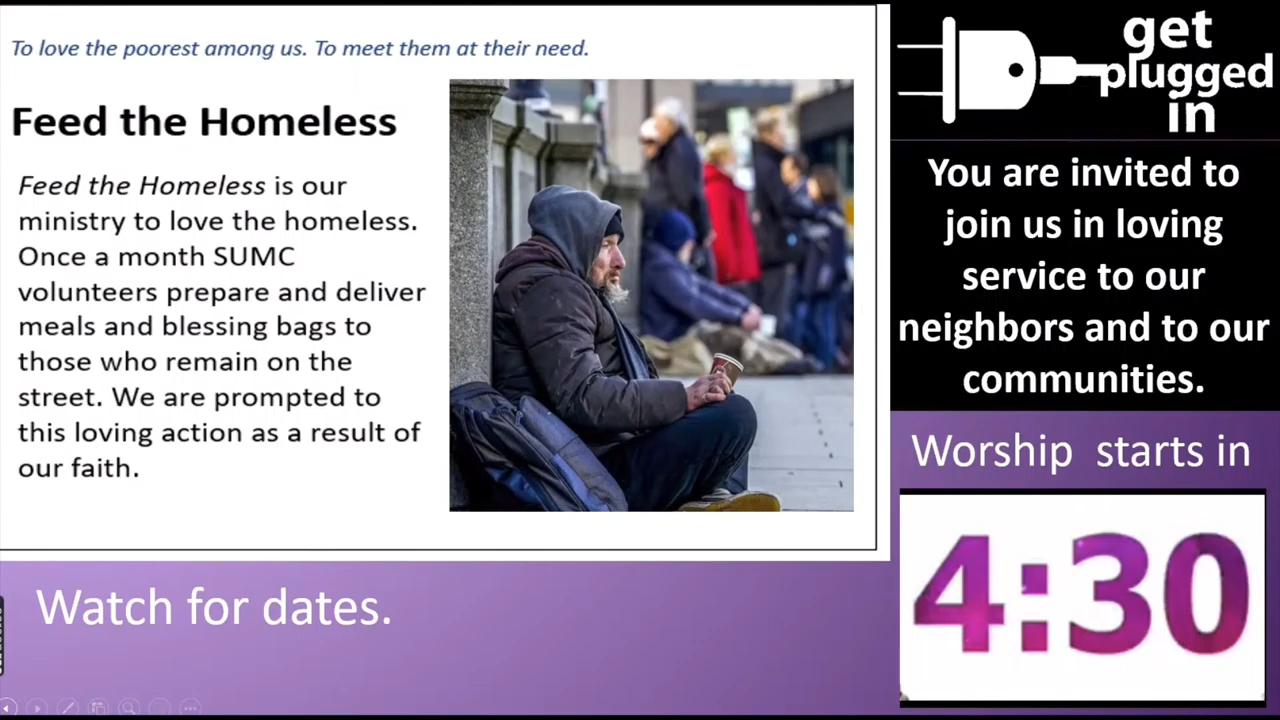 To love the poorest among us. To meet them at their need.
Feed the Homeless
Feed the Homeless is our
ministry to love the homeless.
Once a month SUMC
volunteers prepare and deliver
meals and blessing bags to
those who remain on the
street. We are prompted to
this loving action as a result of
our faith.
Watch for dates.
get
plugged
in
You are invited to
join us in loving
service to our
neighbors and to our
communities.
Worship starts in
4:30